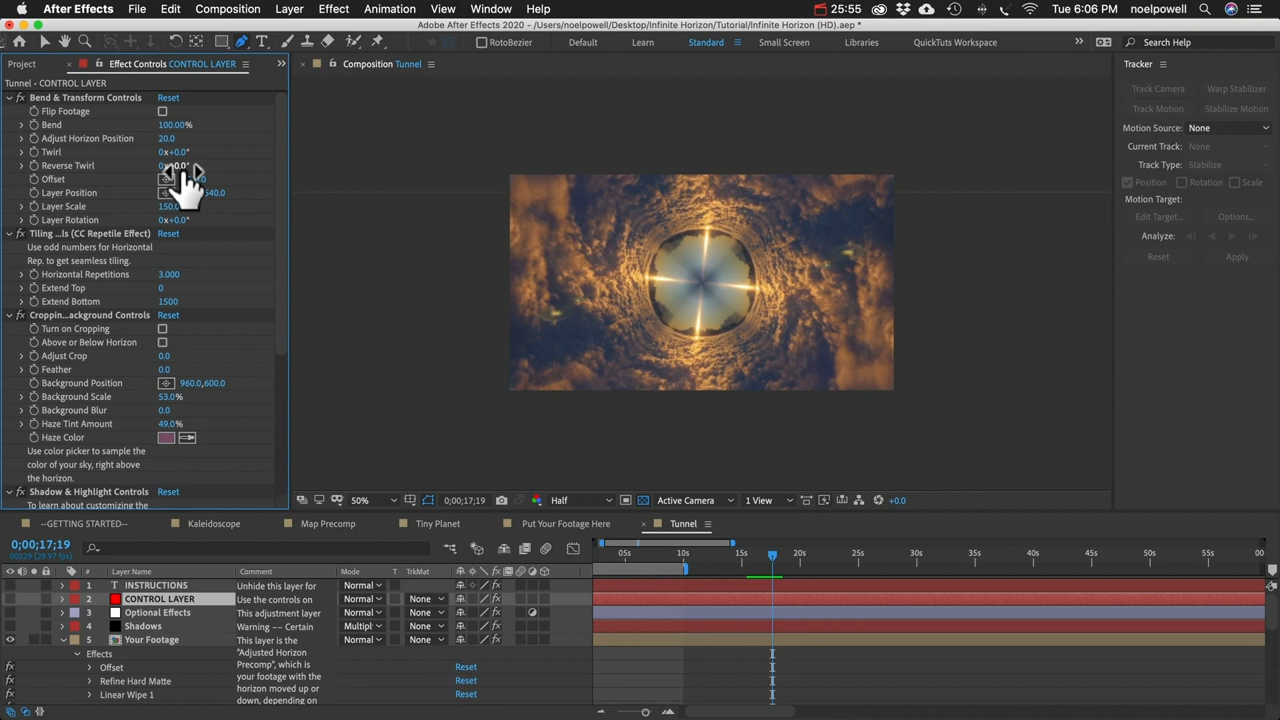 After Effects File Edit Composition Layer Effect Animation View Window Help 25:55 Tue 6:06 PM noelpowell
Adobe After Effects 2020 - /Users/noelpowell/Desktop/Infinite Horizon/Tutorial/Infinite Horizon (HD).aep *
RotoBezier Default Learn Standard Small Screen Libraries QuickTuts Workspace Search Help
Project Effect Controls CONTROL LAYER Composition Tunnel Tracker
Tunnel • CONTROL LAYER
Bend & Transform Controls Reset
Flip Footage
Bend 100.00%
Adjust Horizon Position 20.0
Twirl 0x+0.0°
Reverse Twirl
Offset
Layer Position 540.0
Layer Scale 150.
Layer Rotation 0x+0.0°
Tiling ...ls (CC Repetile Effect) Reset
Use odd numbers for Horizontal
Rep. to get seamless tiling.
Horizontal Repetitions 3.000
Extend Top 0
Extend Bottom 1500
Croppin...ackground Controls Reset
Turn on Cropping
Above or Below Horizon
Adjust Crop 0.0
Feather 0.0
Background Position 960.0,600.0
Background Scale 53.0%
Background Blur 0.0
Haze Tint Amount 49.0%
Haze Color
Use color picker to sample the
color of your sky, right above
the horizon.
Shadow & Highlight Controls Reset
To learn about customizing the
Track Camera Warp Stabilizer
Track Motion Stabilize Motion
Motion Source: None
Current Track: None
Track Type: Stabilize
Position Rotation Scale
Motion Target:
Edit Target... Options...
Analyze:
Reset Apply
50% 0;00;17;19 Half Active Camera 1 View +0.0
--GETTING STARTED-- Kaleidoscope Map Precomp Tiny Planet Put Your Footage Here Tunnel
0;00;17;19
00529 (29.97 fps)
05s 10s 15s 20s 25s 30s 35s 40s 45s 50s 55s 00
# Layer Name Comment Mode T TrkMat
1 T INSTRUCTIONS Unhide this layer for Normal
2 CONTROL LAYER Use the controls on Normal None
3 Optional Effects This adjustment layer Normal None
4 Shadows Warning -- Certain Multipl None
5 Your Footage This layer is the Normal None
Effects "Adjusted Horizon
Offset Precomp", which is Reset
Refine Hard Matte your footage with the Reset
Linear Wipe 1 horizon moved up or Reset
down, depending on